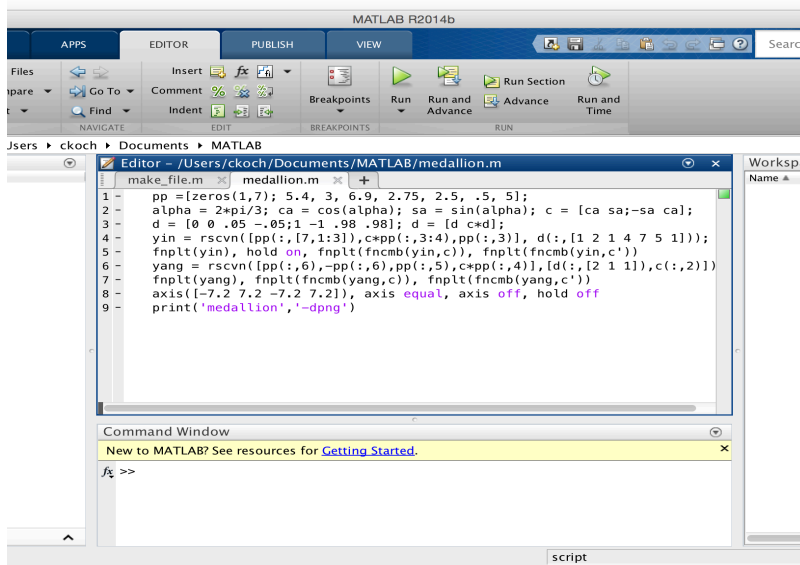 MATLAB R2014b
APPS EDITOR PUBLISH VIEW
Searc
Files Insert fx
mpare Go To Comment % Breakpoints Run Run and Advance Run Section Advance Run and Time
t Find Indent
NAVIGATE EDIT BREAKPOINTS RUN
Users ckoch Documents MATLAB
Editor – /Users/ckoch/Documents/MATLAB/medallion.m
Worksp
make_file.m medallion.m +
Name
1 - pp =[zeros(1,7); 5.4, 3, 6.9, 2.75, 2.5, .5, 5];
2 - alpha = 2*pi/3; ca = cos(alpha); sa = sin(alpha); c = [ca sa;-sa ca];
3 - d = [0 0 .05 -.05;1 -1 .98 .98]; d = [d c*d];
4 - yin = rscvn([pp(:,[7,1:3]),c*pp(:,3:4),pp(:,3)], d(:,[1 2 1 4 7 5 1]));
5 - fnplt(yin), hold on, fnplt(fncmb(yin,c)), fnplt(fncmb(yin,c'))
6 - yang = rscvn([pp(:,6),-pp(:,6),pp(:,5),c*pp(:,4)],[d(:,[2 1 1]),c(:,2)])
7 - fnplt(yang), fnplt(fncmb(yang,c)), fnplt(fncmb(yang,c'))
8 - axis([-7.2 7.2 -7.2 7.2]), axis equal, axis off, hold off
9 - print('medallion','-dpng')
Command Window
New to MATLAB? See resources for Getting Started.
fx >>
script